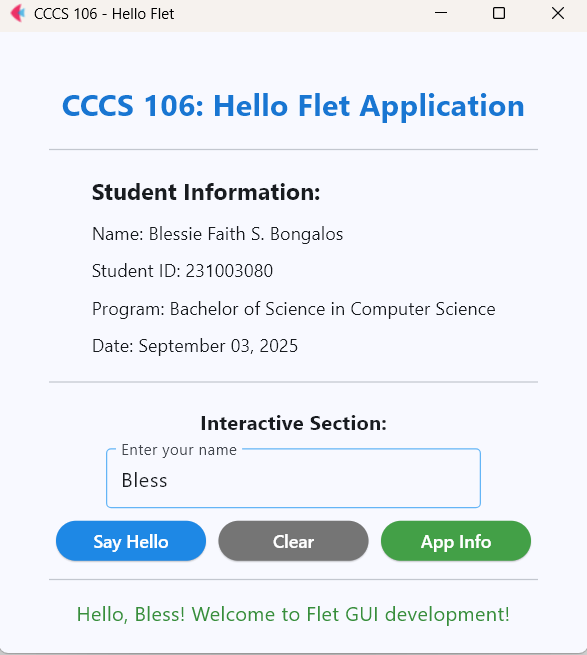 CCCS 106 - Hello Flet
CCCS 106: Hello Flet Application
Student Information:
Name: Blessie Faith S. Bongalos
Student ID: 231003080
Program: Bachelor of Science in Computer Science
Date: September 03, 2025
Interactive Section:
Enter your name
Bless
Say Hello
Clear
App Info
Hello, Bless! Welcome to Flet GUI development!